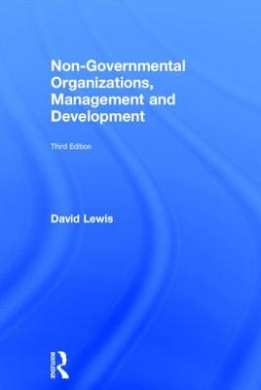 Non-Governmental
Organizations,
Management and
Development
Third Edition
David Lewis
ROUTLEDGE